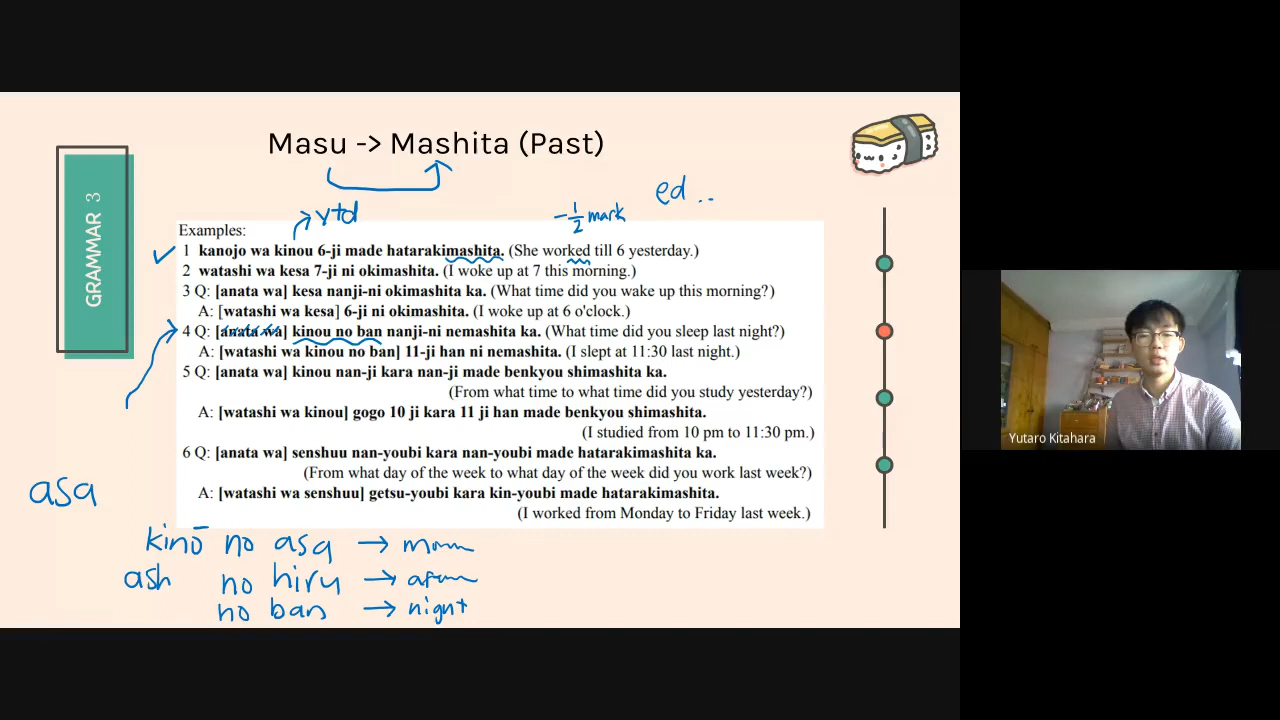 Masu -> Mashita (Past)
ed ..
ytd
-1/2 mark
GRAMMAR 3
Examples:
1 kanojo wa kinou 6-ji made hatarakimashita. (She worked till 6 yesterday.)
2 watashi wa kesa 7-ji ni okimashita. (I woke up at 7 this morning.)
3 Q: [anata wa] kesa nanji-ni okimashita ka. (What time did you wake up this morning?)
A: [watashi wa kesa] 6-ji ni okimashita. (I woke up at 6 o'clock.)
4 Q: [anata wa] kinou no ban nanji-ni nemashita ka. (What time did you sleep last night?)
A: [watashi wa kinou no ban] 11-ji han ni nemashita. (I slept at 11:30 last night.)
5 Q: [anata wa] kinou nan-ji kara nan-ji made benkyou shimashita ka.
(From what time to what time did you study yesterday?)
A: [watashi wa kinou] gogo 10 ji kara 11 ji han made benkyou shimashita.
(I studied from 10 pm to 11:30 pm.)
6 Q: [anata wa] senshuu nan-youbi kara nan-youbi made hatarakimashita ka.
(From what day of the week to what day of the week did you work last week?)
A: [watashi wa senshuu] getsu-youbi kara kin-youbi made hatarakimashita.
(I worked from Monday to Friday last week.)
asa
kinō no asa →
ash no hiru →
no ban → night
Yutaro Kitahara